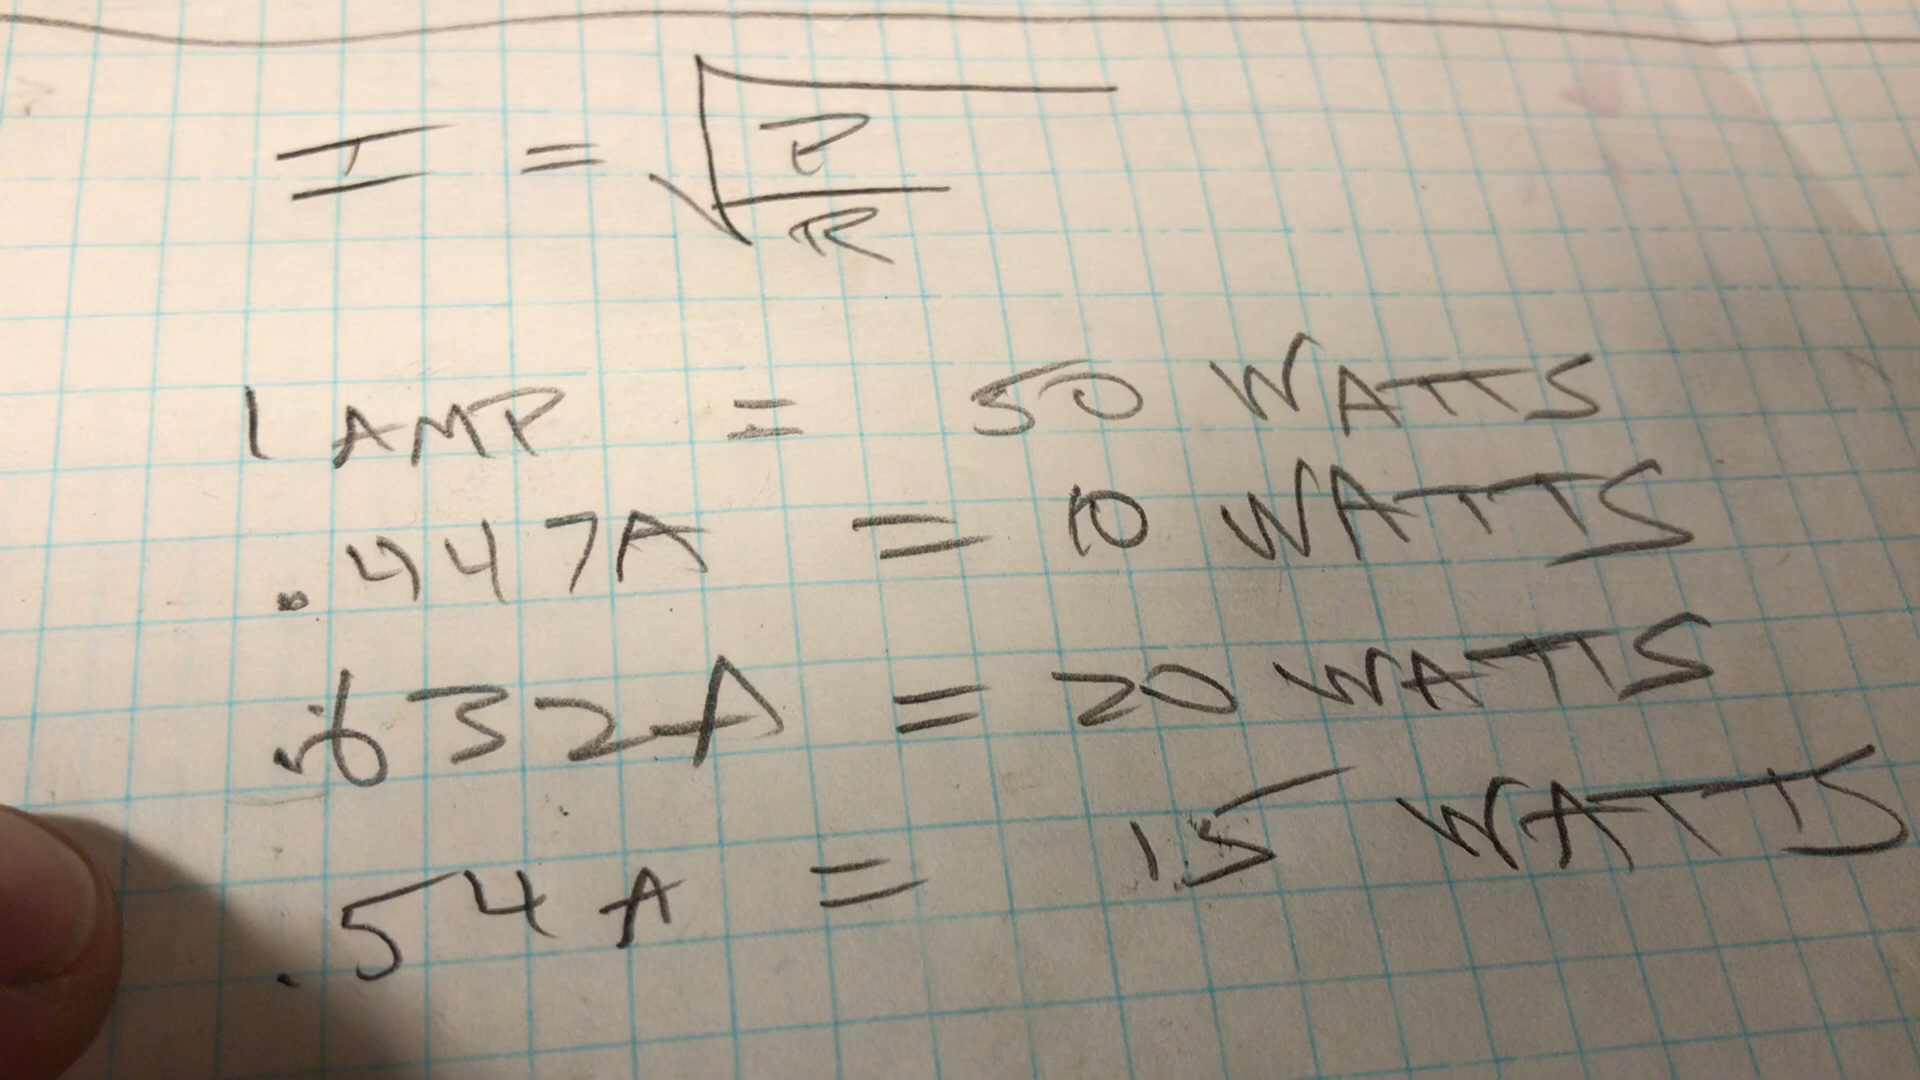 I = √P/R
1 AMP = 50 WATTS
.447A = 10 WATTS
.632A = 20 WATTS
.54A = 15 WATTS